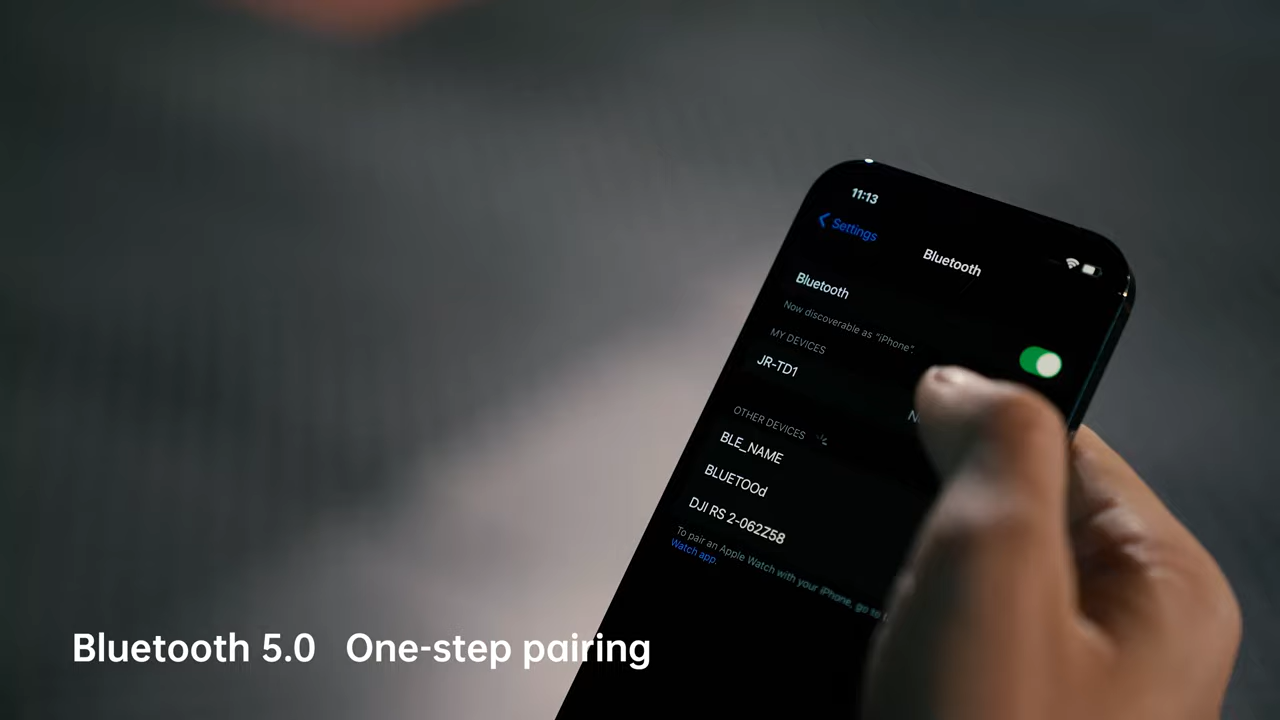 11:13
Settings
Bluetooth
Bluetooth
Now discoverable as "iPhone".
MY DEVICES
JR-TD1
OTHER DEVICES
BLE_NAME
BLUETOOd
DJI RS 2-062Z58
To pair an Apple Watch with your iPhone, go to
Watch app.
Bluetooth 5.0 One-step pairing